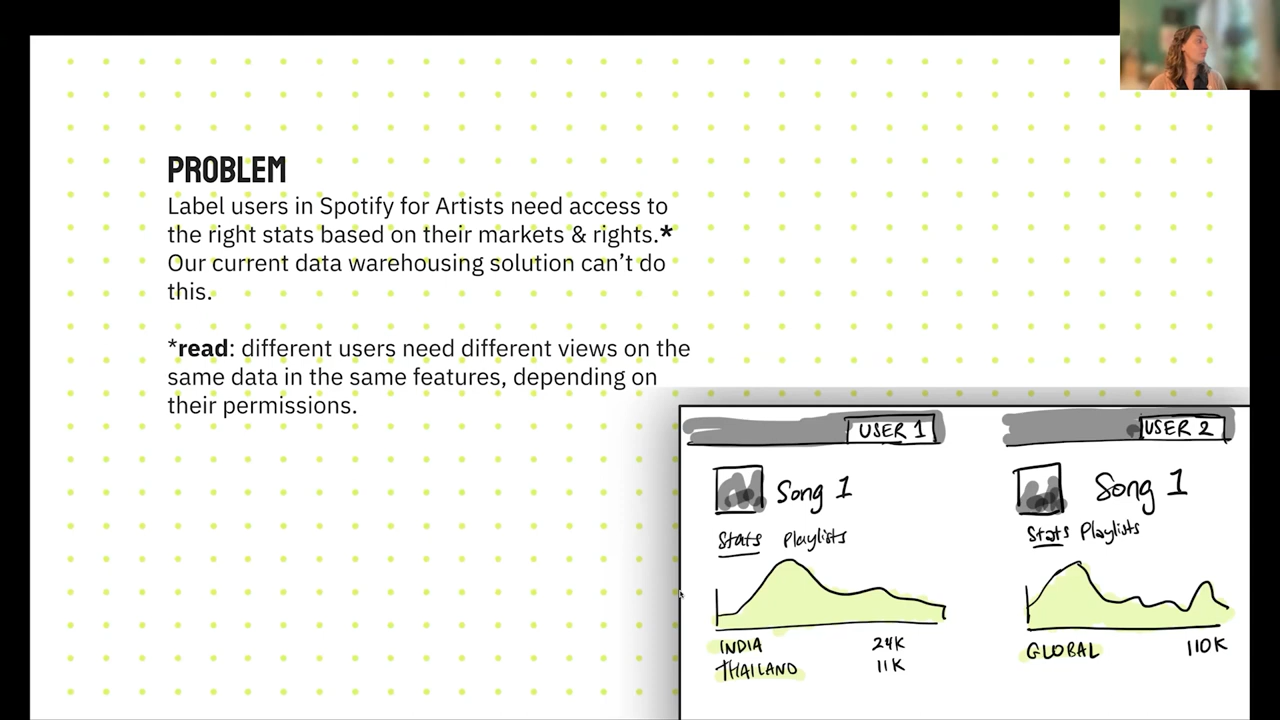 PROBLEM
Label users in Spotify for Artists need access to
the right stats based on their markets & rights.*
Our current data warehousing solution can't do
this.
*read: different users need different views on the
same data in the same features, depending on
their permissions.
USER 1
Song 1
Stats Playlists
INDIA 24K
THAILAND 11K
USER 2
Song 1
Stats Playlists
GLOBAL 110K